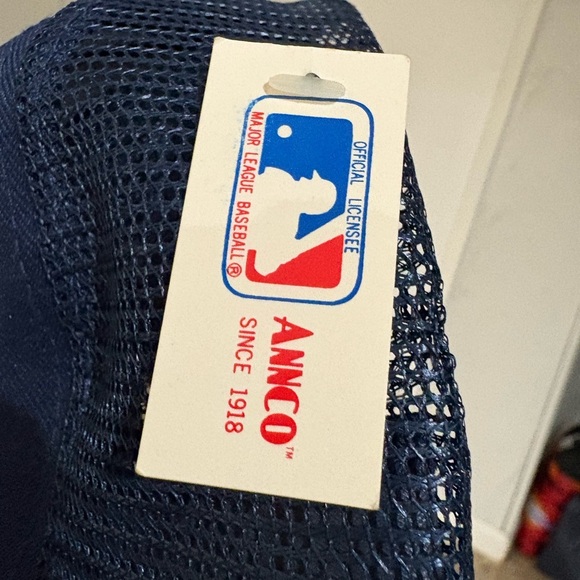 OFFICIAL LICENSEE
MAJOR LEAGUE BASEBALL®
ANNCO™
SINCE 1918